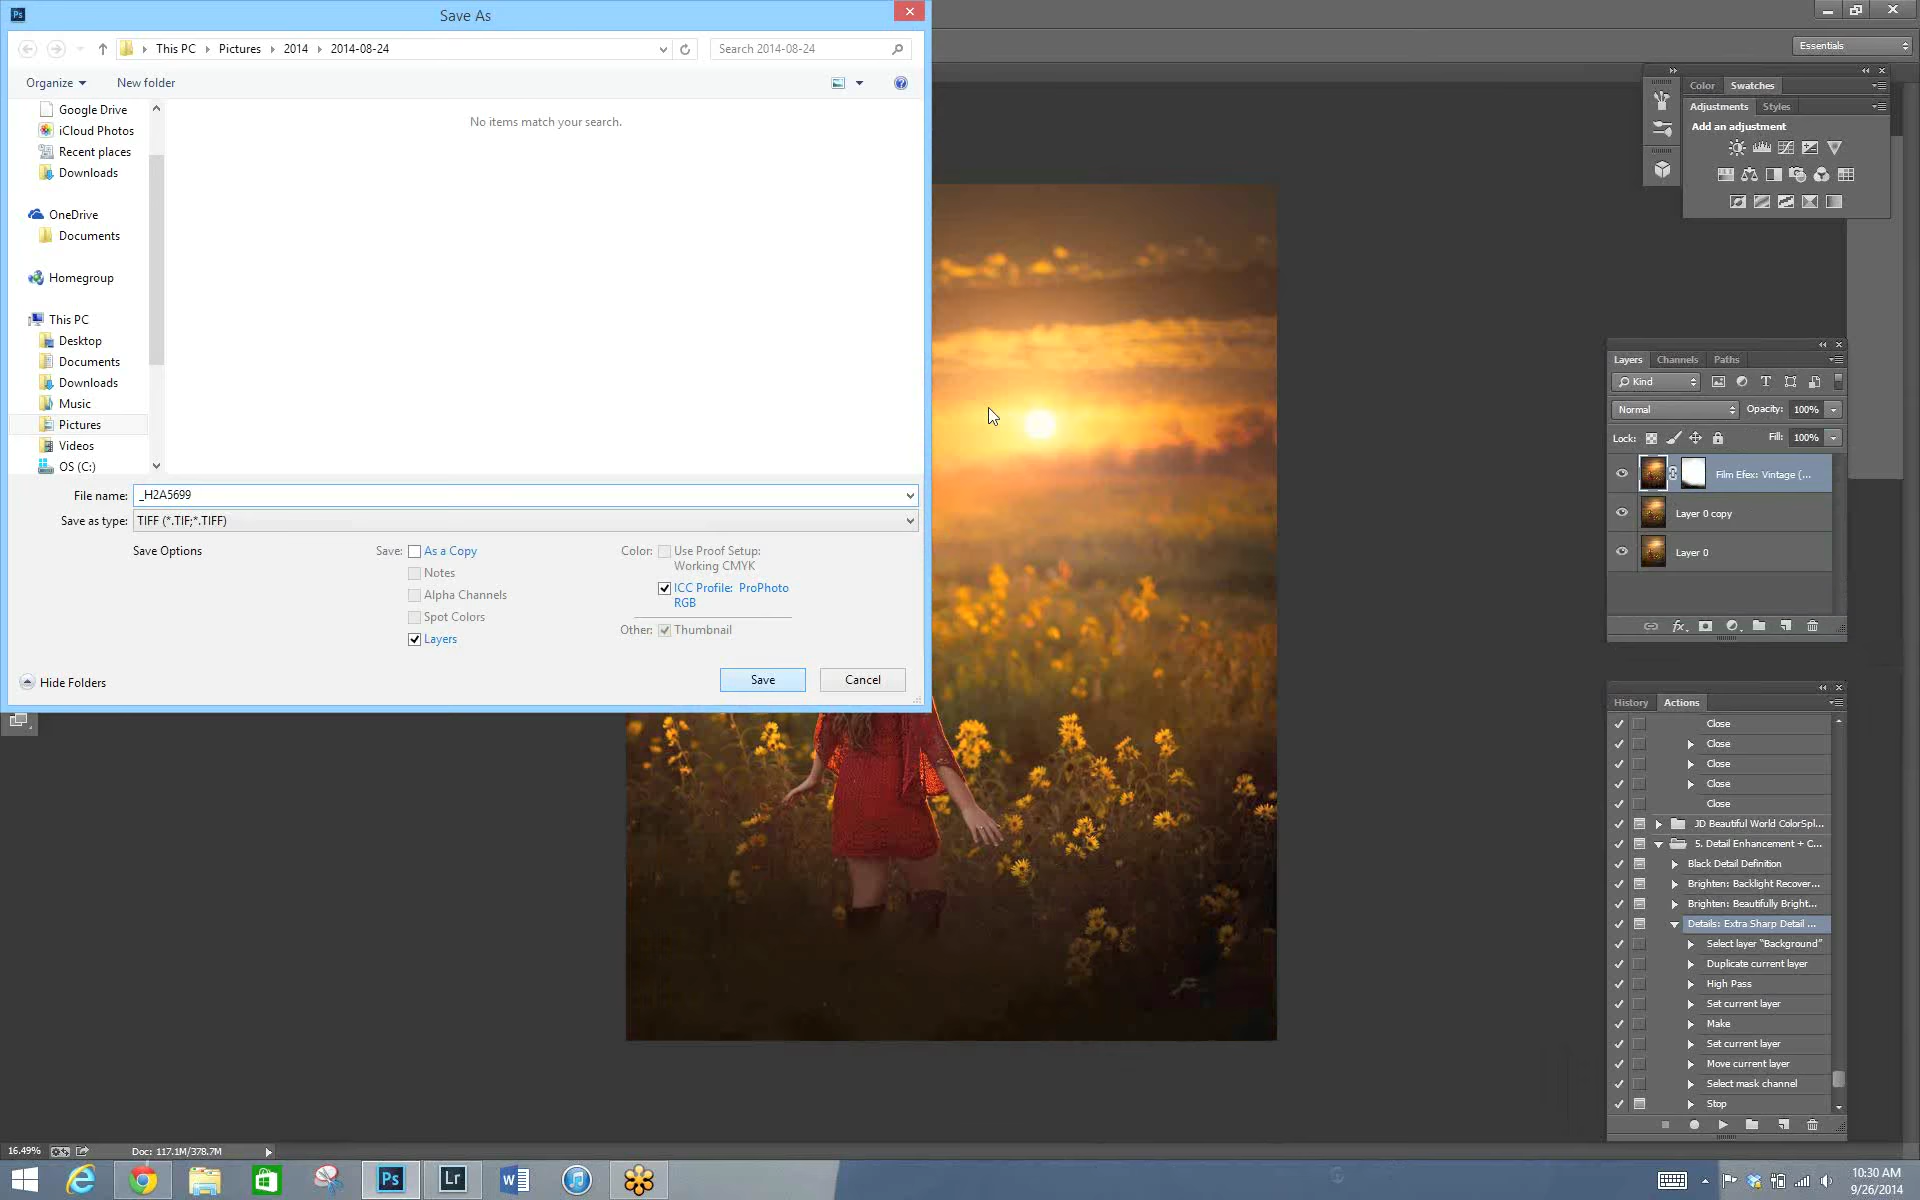 Ps
Save As
This PC
Pictures
2014
2014-08-24
Search 2014-08-24
Organize
New folder
Google Drive
iCloud Photos
Recent places
Downloads
OneDrive
Documents
Homegroup
This PC
Desktop
Documents
Downloads
Music
Pictures
Videos
OS (C:)
No items match your search.
File name: _H2A5699
Save as type: TIFF (*.TIF;*.TIFF)
Save Options
Save: As a Copy
Notes
Alpha Channels
Spot Colors
Layers
Color: Use Proof Setup:
Working CMYK
ICC Profile: ProPhoto
RGB
Other: Thumbnail
Hide Folders
Save
Cancel
Essentials
Color Swatches
Adjustments Styles
Add an adjustment
Layers Channels Paths
Kind
Normal Opacity: 100%
Lock: Fill: 100%
Film Efex: Vintage (...
Layer 0 copy
Layer 0
fx
History Actions
Close
Close
Close
Close
Close
JD Beautiful World ColorSpl...
5. Detail Enhancement + C...
Black Detail Definition
Brighten: Backlight Recover...
Brighten: Beautifully Bright...
Details: Extra Sharp Detail ...
Select layer "Background"
Duplicate current layer
High Pass
Set current layer
Make
Set current layer
Move current layer
Select mask channel
Stop
16.49%
Doc: 117.1M/378.7M
Ps
Lr
W
10:30 AM
9/26/2014